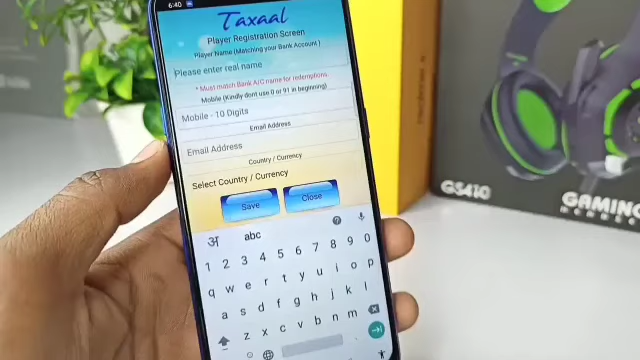 6:40
Taxaal
Player Registration Screen
Player Name (Matching your Bank Account )
Please enter real name
* Must match Bank A/C name for redemptions.
Mobile (Kindly dont use 0 or 91 in beginning)
Mobile - 10 Digits
Email Address
Email Address
Country / Currency
Select Country / Currency
Save Close
अ abc
1 2 3 4 5 6 7 8 9 0
q w e r t y u i o p
a s d f g h j k l
z x c v b n m
GS410
GAMING
HEADSET